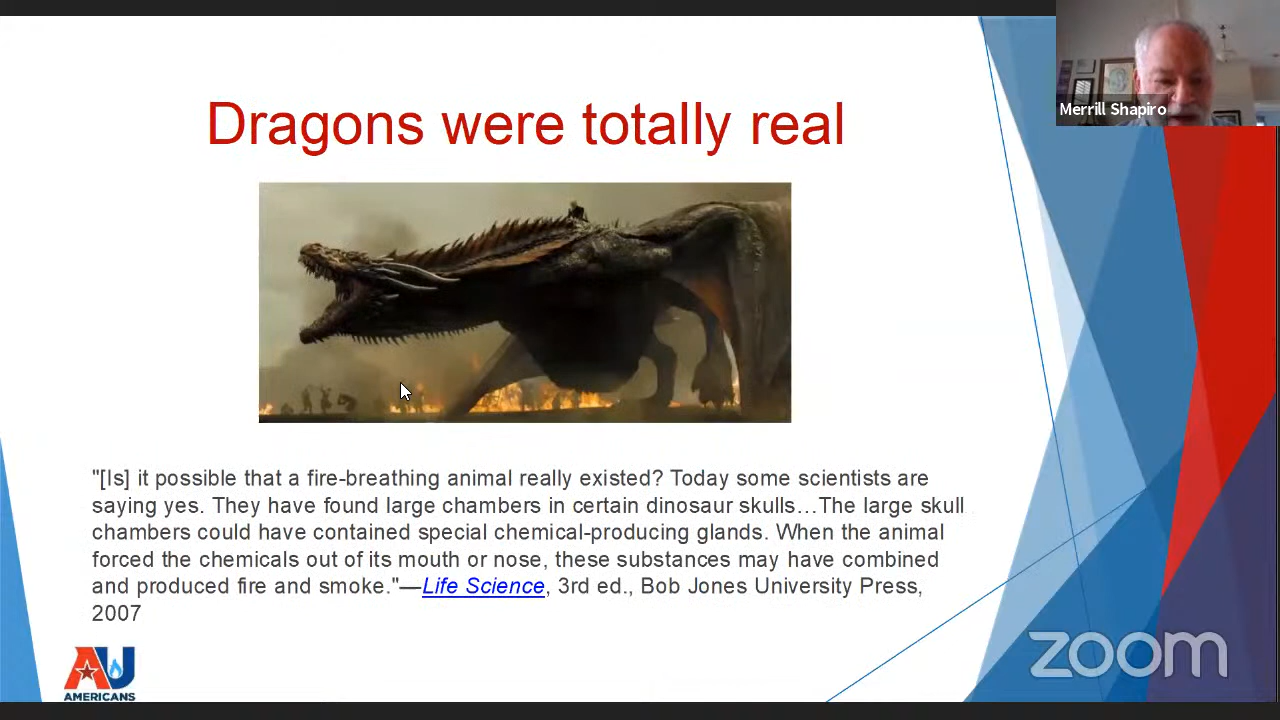 Merrill Shapiro
Dragons were totally real
"[Is] it possible that a fire-breathing animal really existed? Today some scientists are
saying yes. They have found large chambers in certain dinosaur skulls…The large skull
chambers could have contained special chemical-producing glands. When the animal
forced the chemicals out of its mouth or nose, these substances may have combined
and produced fire and smoke."—Life Science, 3rd ed., Bob Jones University Press,
2007
AU
AMERICANS
zoom